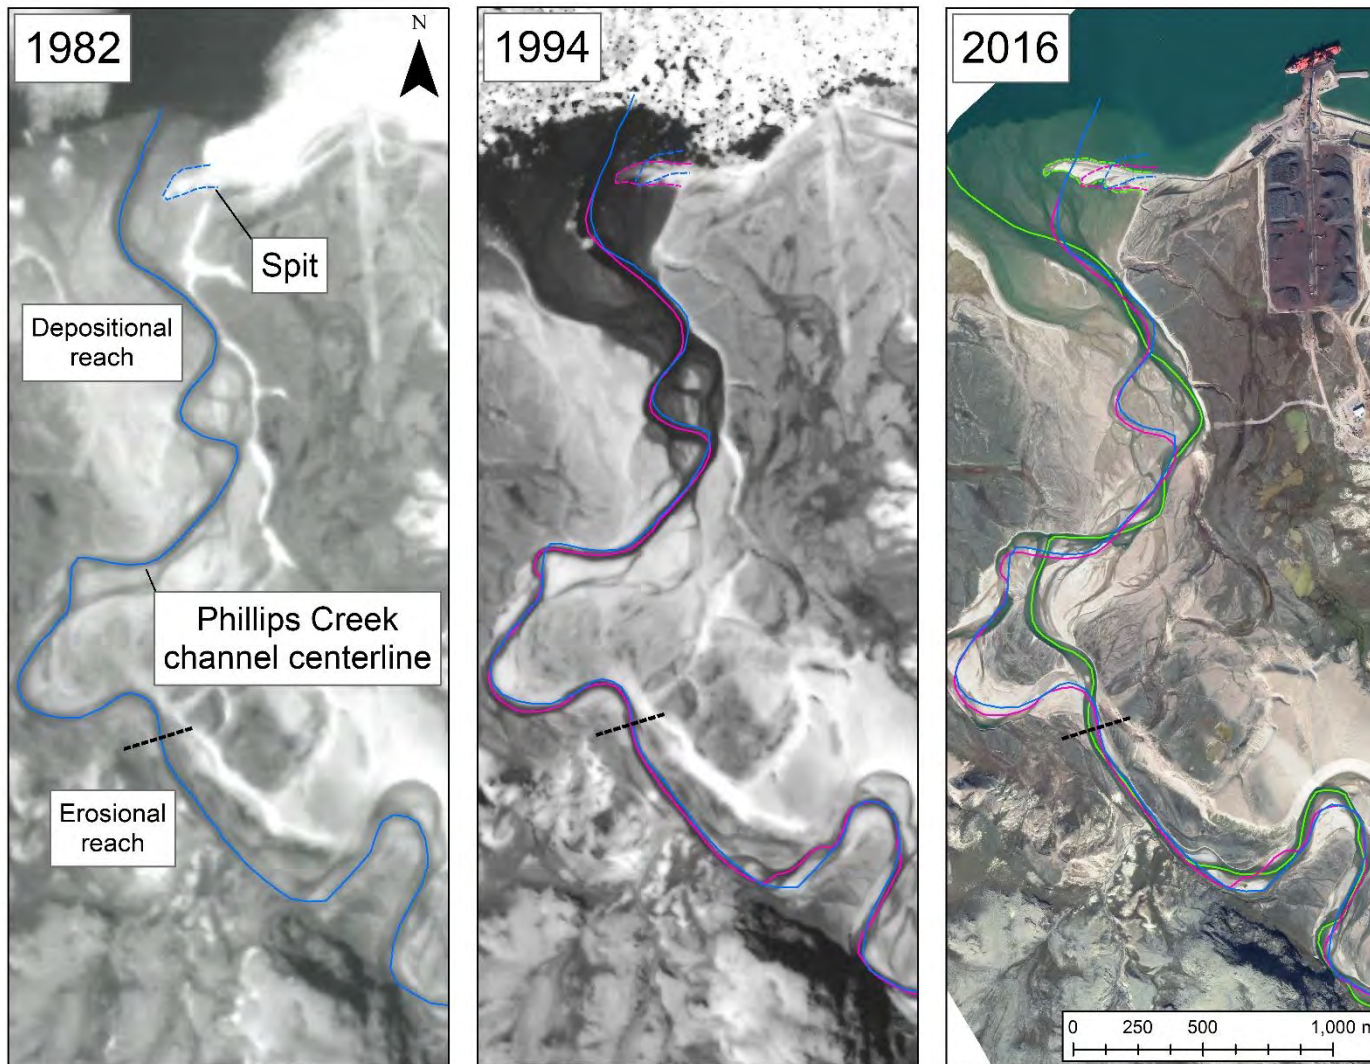 1982
N
Spit
Depositional
reach
Phillips Creek
channel centerline
Erosional
reach
1994
2016
0 250 500 1,000 m